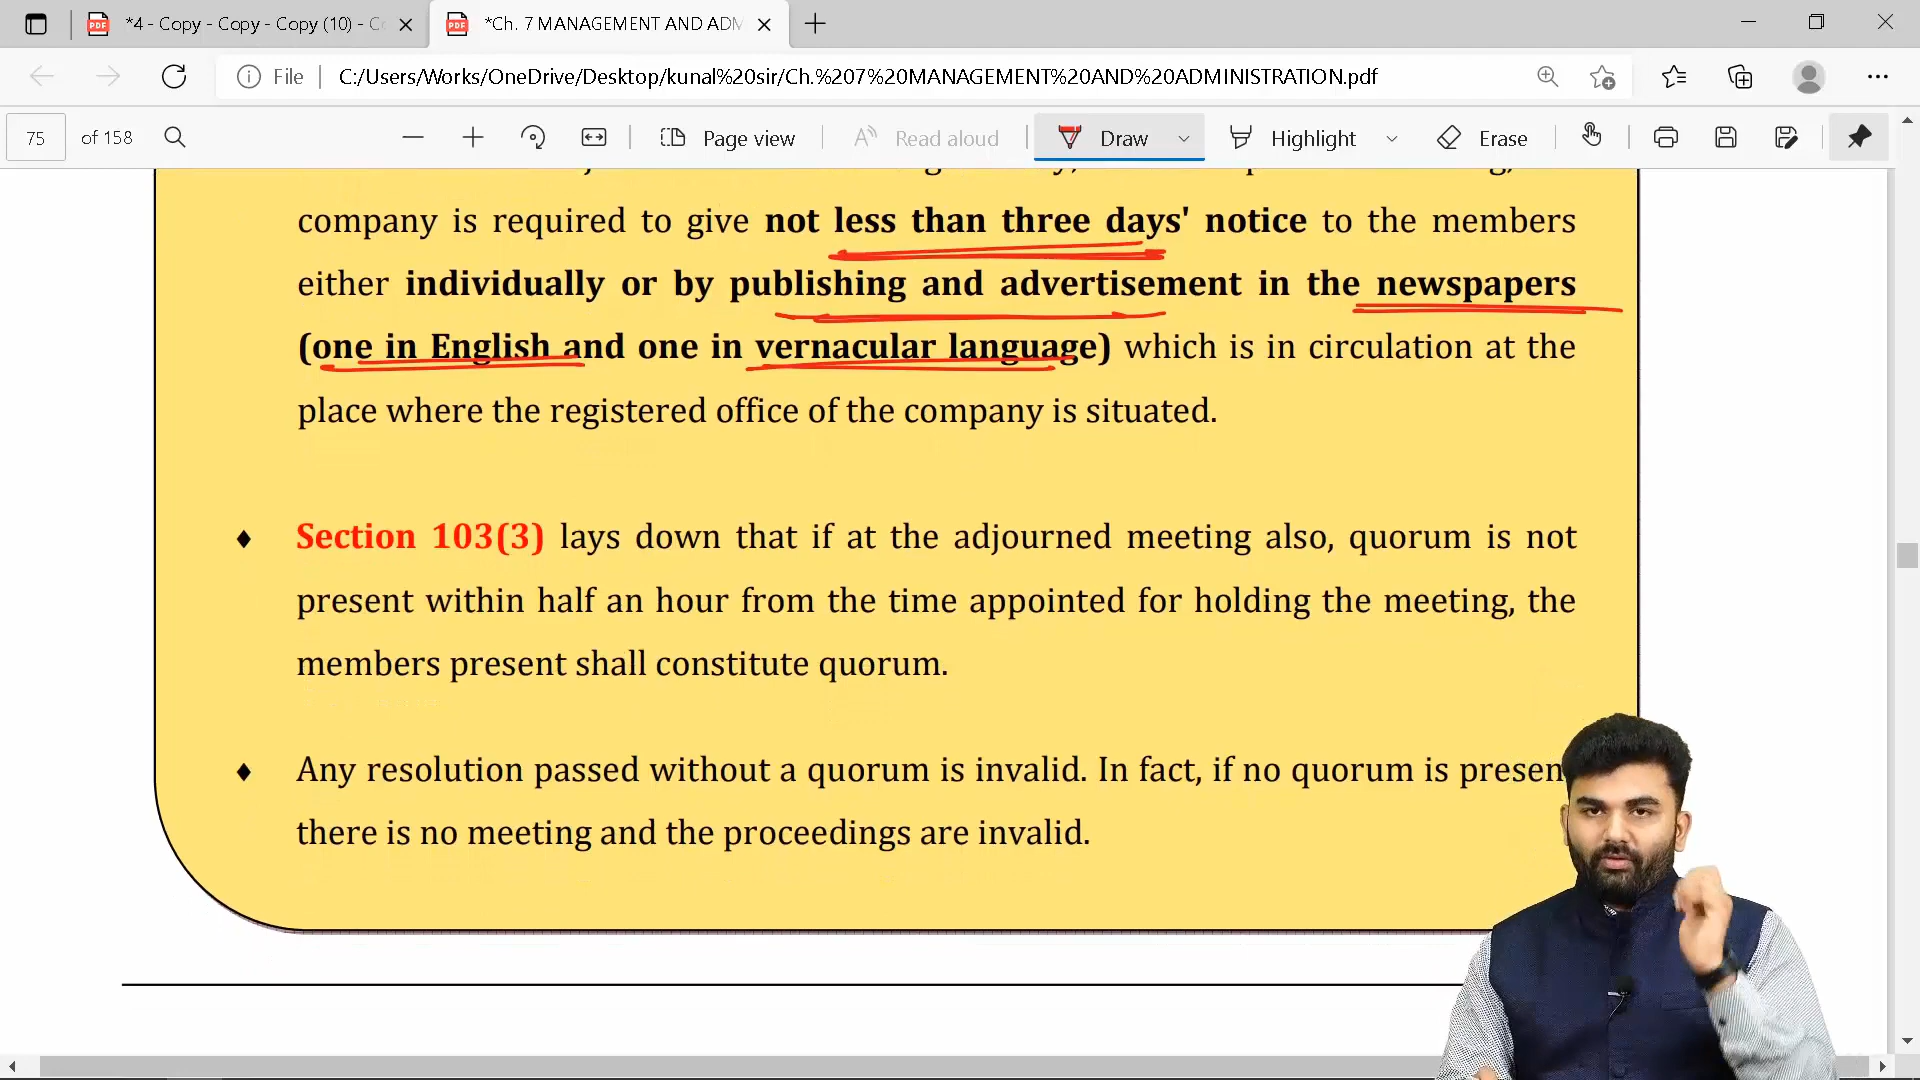 *4 - Copy - Copy - Copy (10) - C
*Ch. 7 MANAGEMENT AND ADM
File
C:/Users/Works/OneDrive/Desktop/kunal%20sir/Ch.%207%20MANAGEMENT%20AND%20ADMINISTRATION.pdf
75 of 158
Page view
Read aloud
Draw
Highlight
Erase
company is required to give not less than three days' notice to the members
either individually or by publishing and advertisement in the newspapers
(one in English and one in vernacular language) which is in circulation at the
place where the registered office of the company is situated.
♦ Section 103(3) lays down that if at the adjourned meeting also, quorum is not
present within half an hour from the time appointed for holding the meeting, the
members present shall constitute quorum.
♦ Any resolution passed without a quorum is invalid. In fact, if no quorum is presen
there is no meeting and the proceedings are invalid.